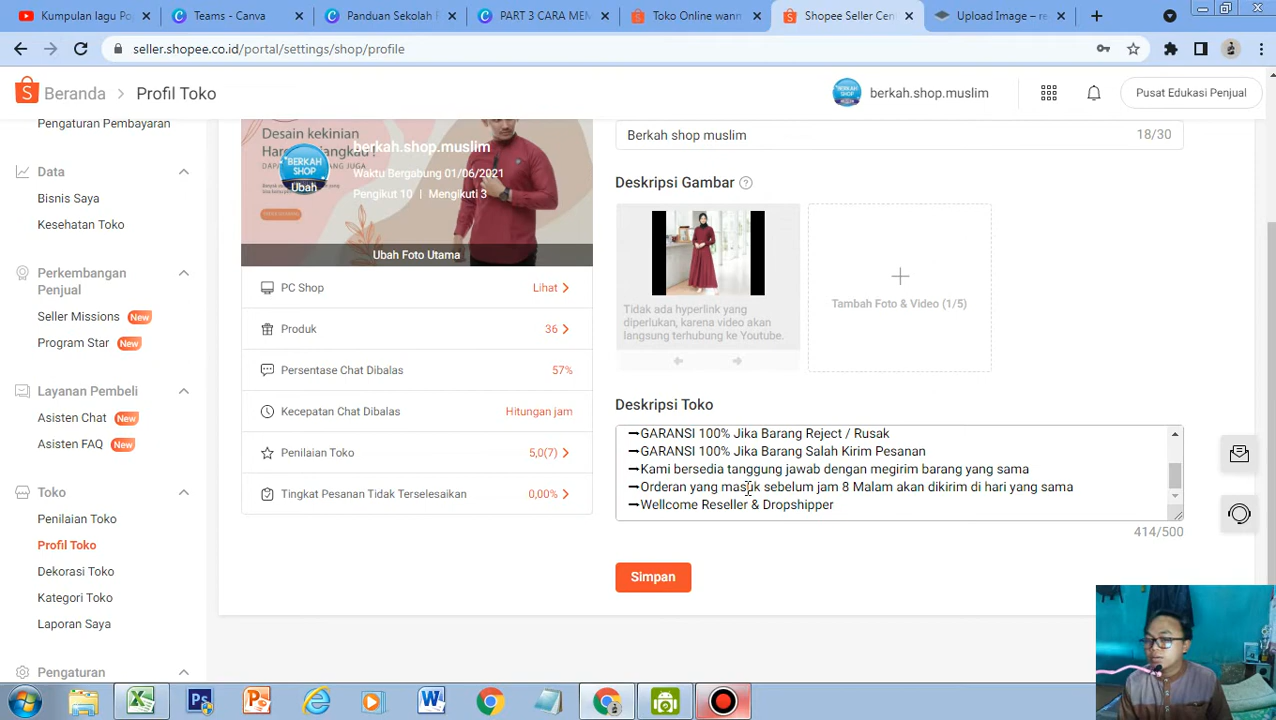 Kumpulan lagu Po
Teams - Canva
Panduan Sekolah F
PART 3 CARA MEN
Toko Online wann
Shopee Seller Cen
Upload Image – re
seller.shopee.co.id/portal/settings/shop/profile
Beranda > Profil Toko
berkah.shop.muslim
Pusat Edukasi Penjual
Pengaturan Pembayaran
Data
Bisnis Saya
Kesehatan Toko
Perkembangan
Penjual
Seller Missions New
Program Star New
Layanan Pembeli
Asisten Chat New
Asisten FAQ New
Toko
Profil Toko
Dekorasi Toko
Kategori Toko
Laporan Saya
Pengaturan
Desain kekinian
BERKAH
SHOP
Ubah
berkah.shop.muslim
Waktu Bergabung 01/06/2021
Pengikut 10 | Mengikuti 3
Ubah Foto Utama
PC Shop Lihat
Produk 36
Persentase Chat Dibalas 57%
Kecepatan Chat Dibalas Hitungan jam
Penilaian Toko 5,0(7)
Tingkat Pesanan Tidak Terselesaikan 0,00%
Berkah shop muslim 18/30
Deskripsi Gambar
Tidak ada hyperlink yang
diperlukan, karena video akan
langsung terhubung ke Youtube.
Tambah Foto & Video (1/5)
Deskripsi Toko
➞GARANSI 100% Jika Barang Reject / Rusak
➞GARANSI 100% Jika Barang Salah Kirim Pesanan
➞Kami bersedia tanggung jawab dengan megirim barang yang sama
➞Orderan yang masuk sebelum jam 8 Malam akan dikirim di hari yang sama
➞Wellcome Reseller & Dropshipper
414/500
Simpan